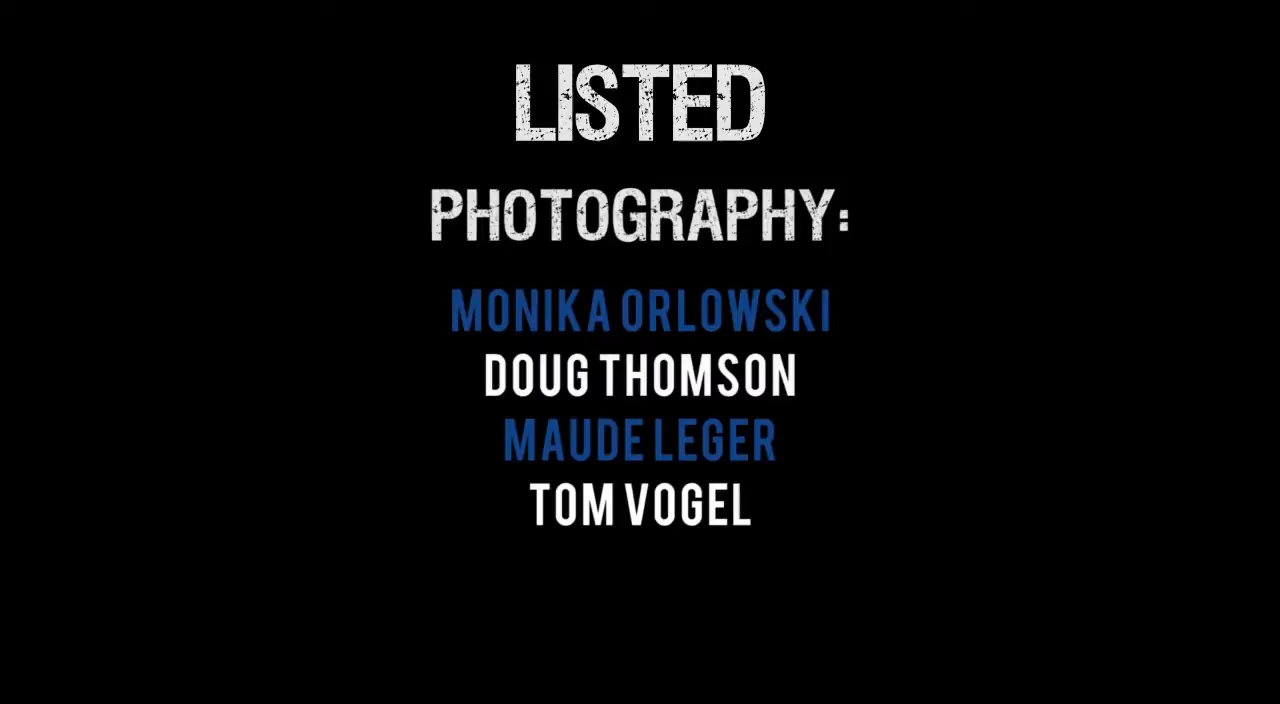 LISTED
PHOTOGRAPHY:
MONIKA ORLOWSKI
DOUG THOMSON
MAUDE LEGER
TOM VOGEL